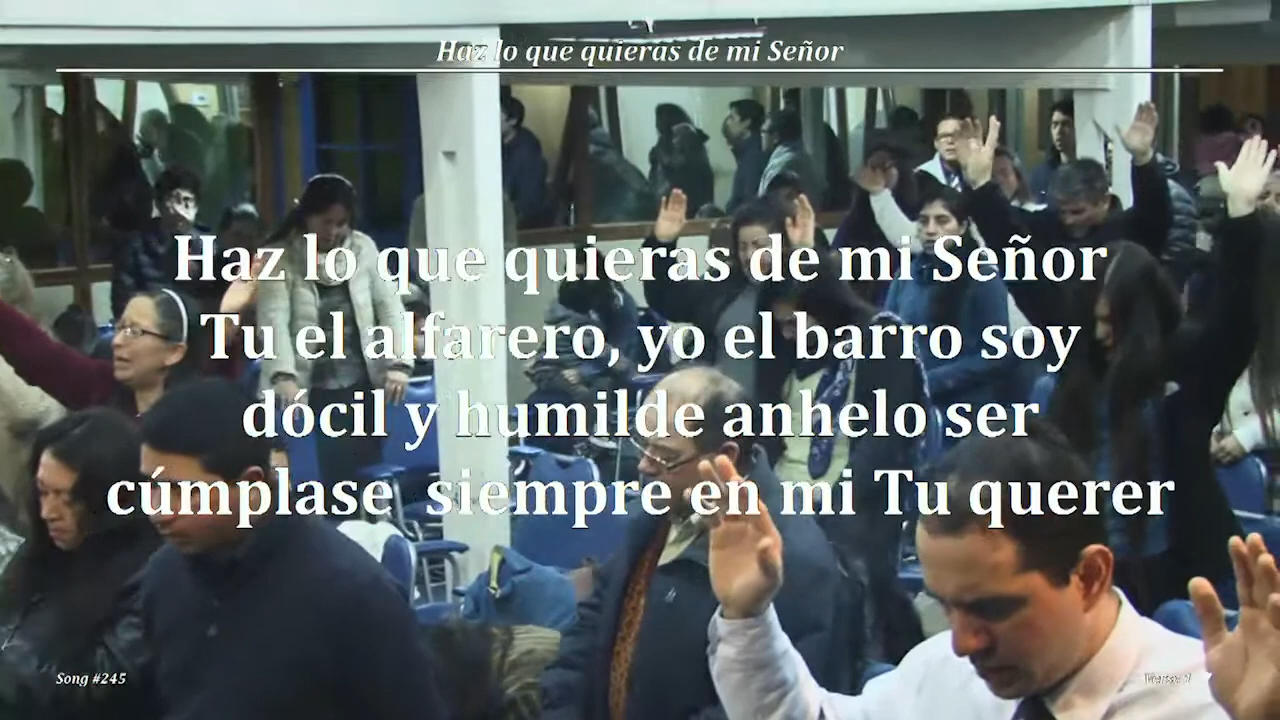 Haz lo que quieras de mi Señor
Haz lo que quieras de mi Señor
Tu el alfarero, yo el barro soy
dócil y humilde anhelo ser
cúmplase siempre en mi Tu querer
Song #245